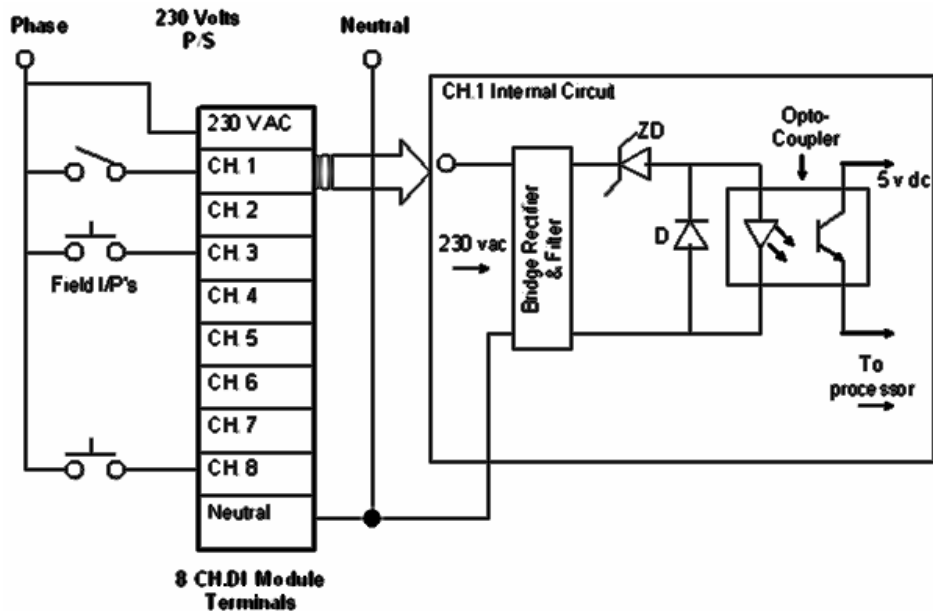 230 Volts
P/S
Phase
Neutral
230 VAC
CH. 1
CH. 2
CH. 3
CH. 4
CH. 5
CH. 6
CH. 7
CH. 8
Neutral
Field I/P's
8 CH.DI Module
Terminals
CH.1 Internal Circuit
ZD
Opto-
Coupler
5 v dc
D
230 vac
Bridge Rectifier
& Filter
To
processor